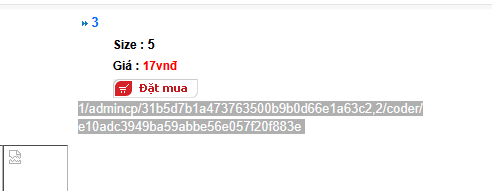 3
Size : 5
Giá : 17vnđ
Đặt mua
1/admincp/31b5d7b1a473763500b9b0d66e1a63c2,2/coder/
e10adc3949ba59abbe56e057f20f883e